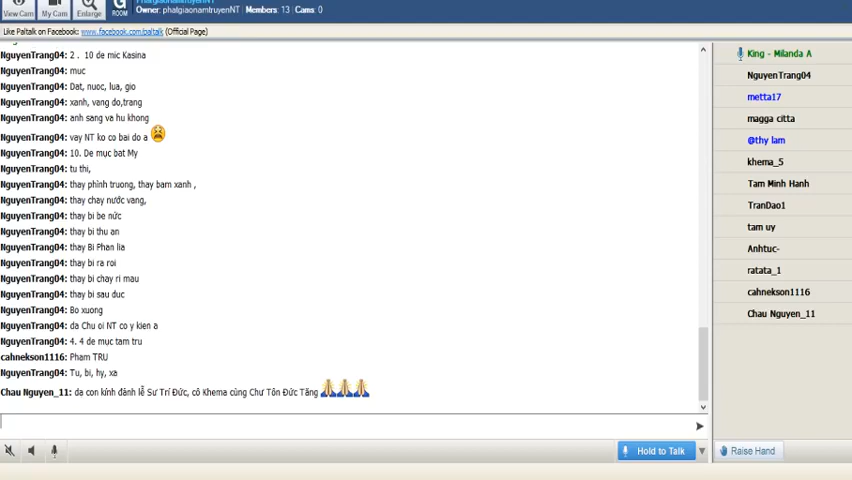 View Cam
My Cam
Enlarge
G
ROOM
PhatgiaonamtruyenNT
Owner: phatgiaonamtruyenNT | Members: 13 | Cams: 0
Like Paltalk on Facebook: www.facebook.com/paltalk (Official Page)
NguyenTrang04: 2 . 10 de mic Kasina
NguyenTrang04: muc
NguyenTrang04: Dat, nuoc, lua, gio
NguyenTrang04: xanh, vang do,trang
NguyenTrang04: anh sang va hu khong
NguyenTrang04: vay NT ko co bai do a
NguyenTrang04: 10. De mục bat My
NguyenTrang04: tu thi,
NguyenTrang04: thay phình truong, thay bam xanh ,
NguyenTrang04: thay chay nước vang,
NguyenTrang04: thay bi be nức
NguyenTrang04: thay bi thu an
NguyenTrang04: thay Bi Phan lia
NguyenTrang04: thay bi ra roi
NguyenTrang04: thay bi chay ri mau
NguyenTrang04: thay bi sau duc
NguyenTrang04: Bo xuong
NguyenTrang04: da Chu oi NT co y kien a
NguyenTrang04: 4. 4 de muc tam tru
cahnekson1116: Pham TRU
NguyenTrang04: Tu, bi, hy, xa
Chau Nguyen_11: da con kính đảnh lễ Sư Trí Đức, cô Khema cùng Chư Tôn Đức Tăng
King - Milanda A
NguyenTrang04
metta17
magga citta
@thy lam
khema_5
Tam Minh Hanh
TranDao1
tam uy
Anhtuc-
ratata_1
cahnekson1116
Chau Nguyen_11
Hold to Talk
Raise Hand